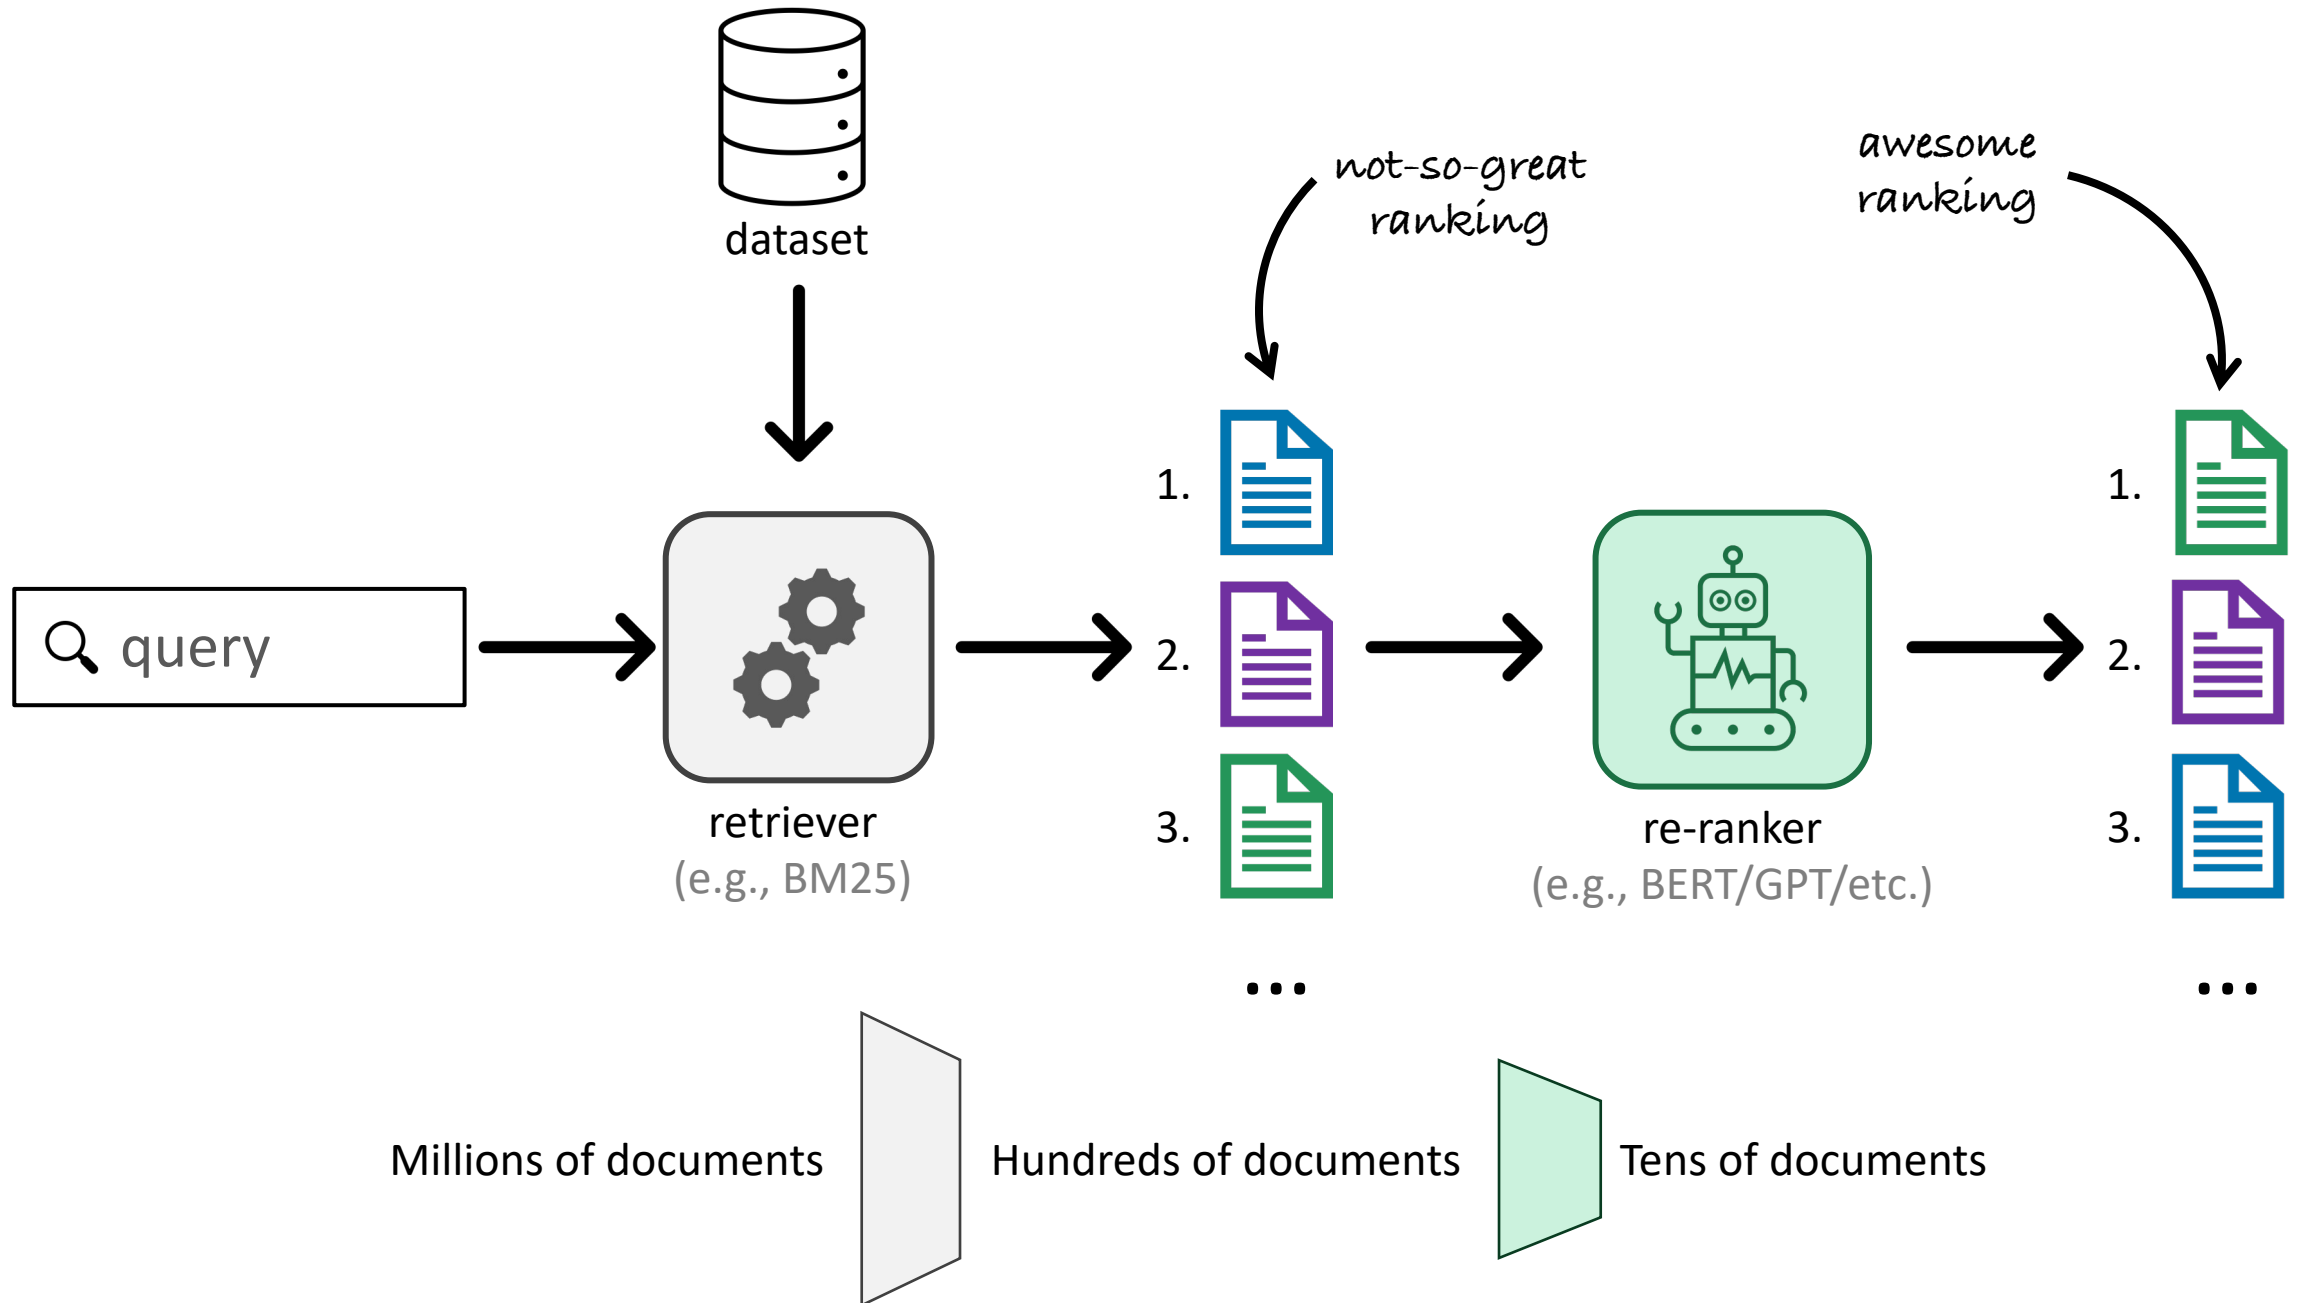 dataset
not-so-great
ranking
awesome
ranking
query
retriever
(e.g., BM25)
1.
2.
3.
...
re-ranker
(e.g., BERT/GPT/etc.)
1.
2.
3.
...
Millions of documents
Hundreds of documents
Tens of documents